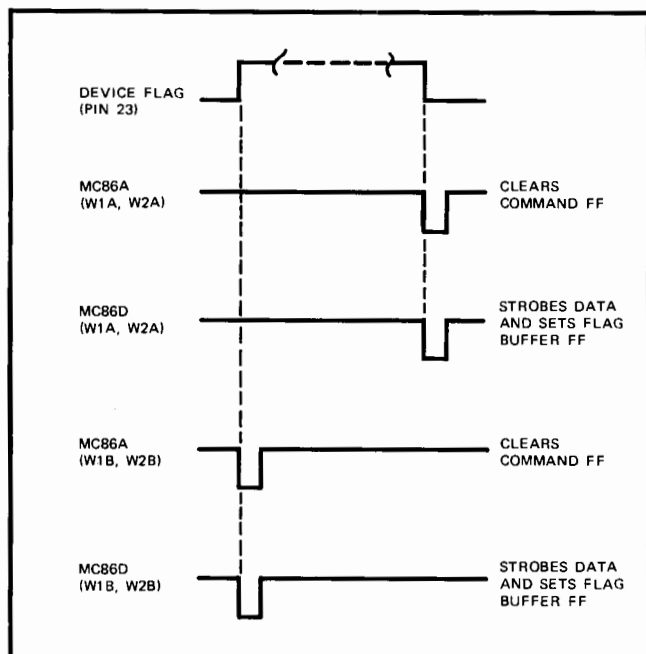 DEVICE FLAG
(PIN 23)
MC86A
(W1A, W2A)
CLEARS
COMMAND FF
MC86D
(W1A, W2A)
STROBES DATA
AND SETS FLAG
BUFFER FF
MC86A
(W1B, W2B)
CLEARS
COMMAND FF
MC86D
(W1B, W2B)
STROBES DATA
AND SETS FLAG
BUFFER FF